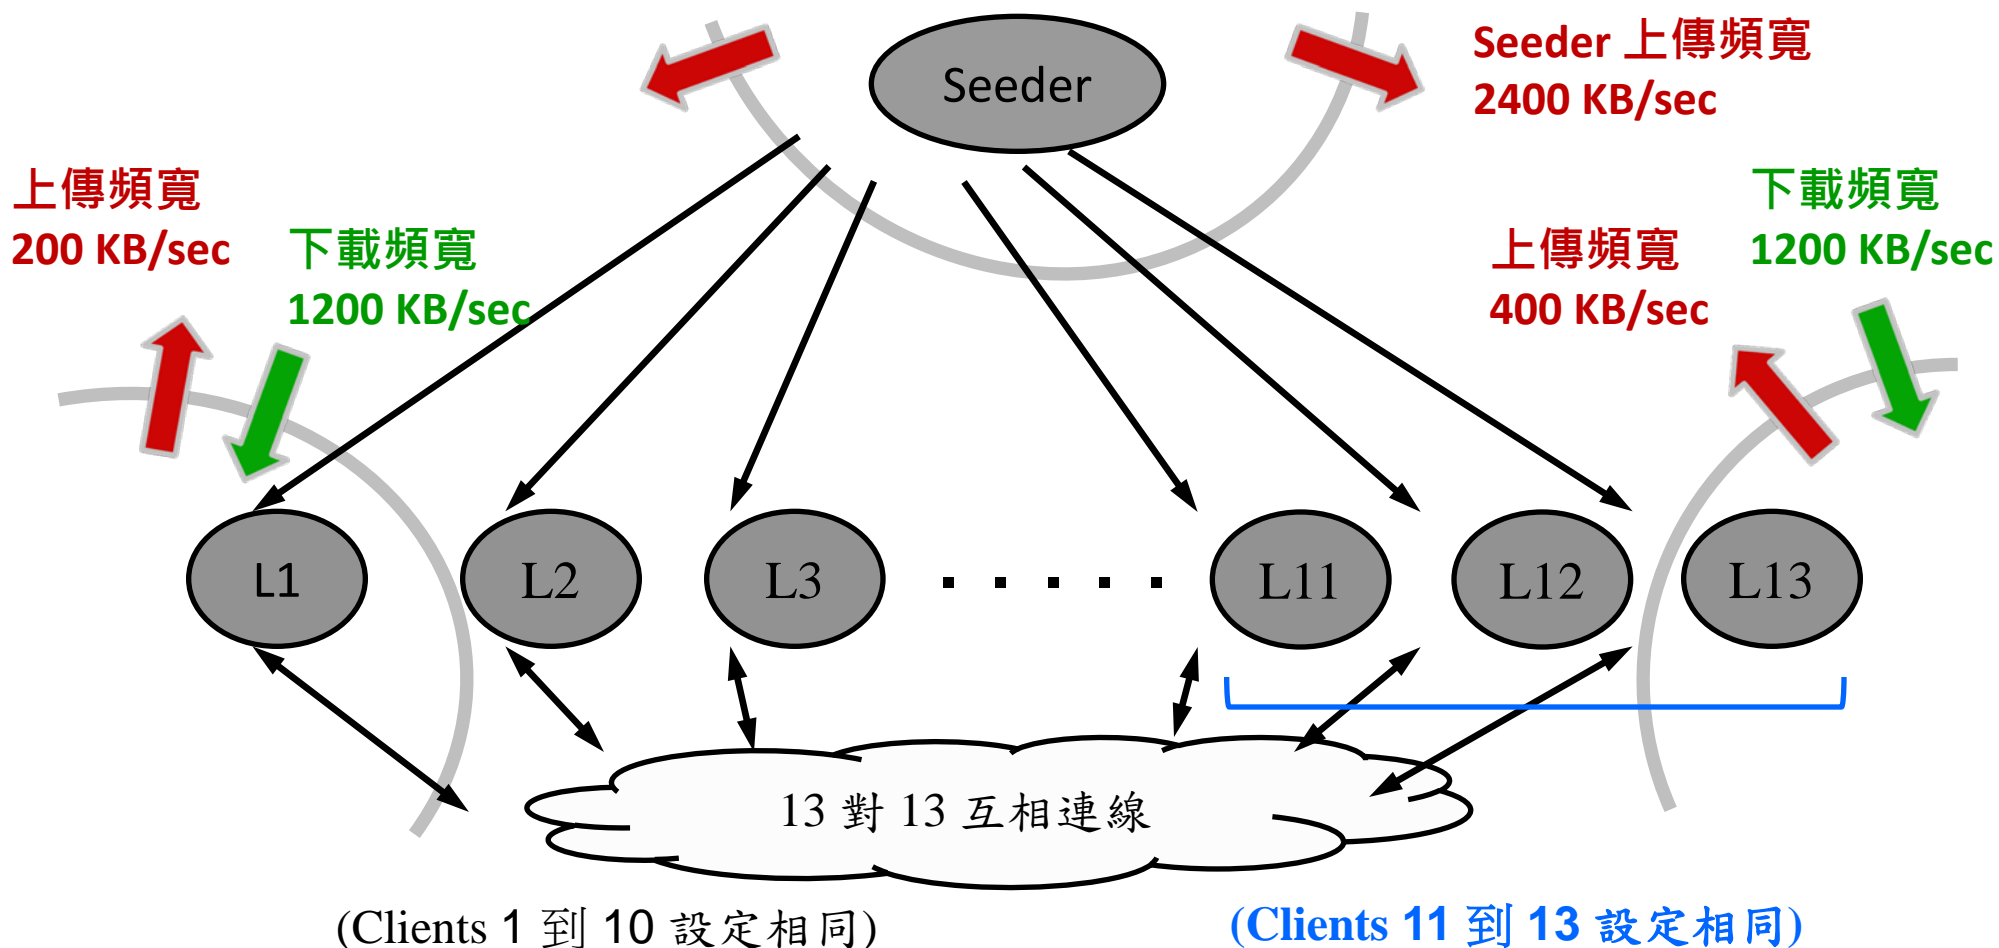 Seeder
Seeder 上傳頻寬
2400 KB/sec
上傳頻寬
200 KB/sec
下載頻寬
1200 KB/sec
上傳頻寬
400 KB/sec
下載頻寬
1200 KB/sec
L1
L2
L3
L11
L12
L13
13 對 13 互相連線
(Clients 1 到 10 設定相同)
(Clients 11 到 13 設定相同)